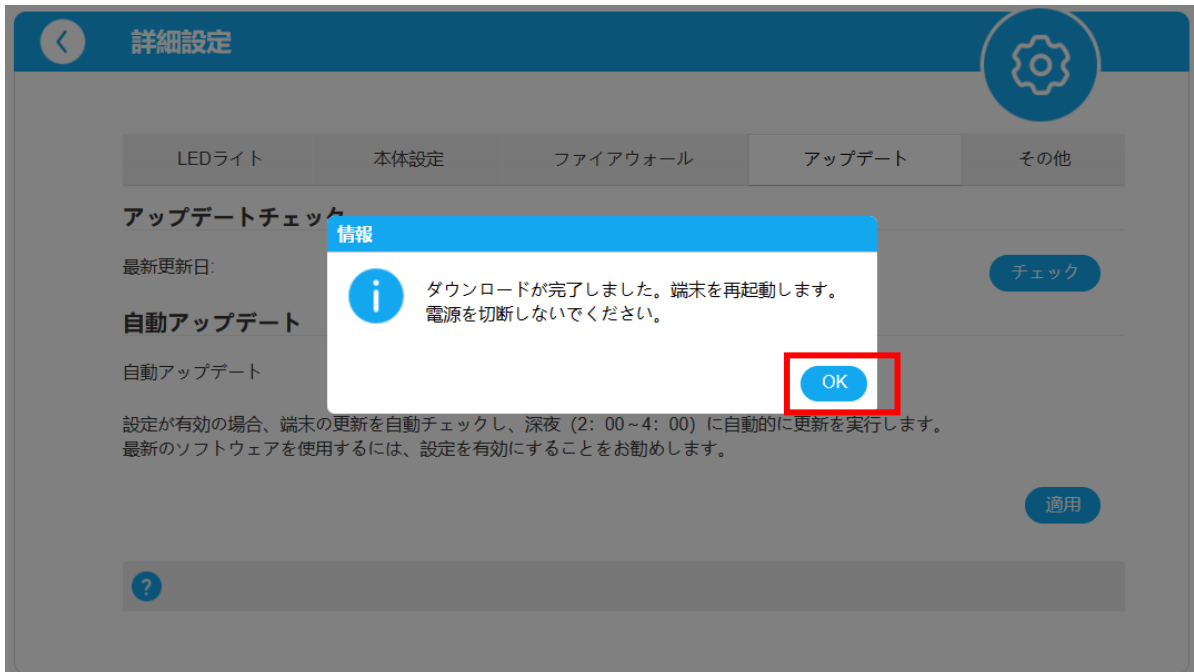 詳細設定
LEDライト
本体設定
ファイアウォール
アップデート
その他
アップデートチェック
最新更新日:
チェック
自動アップデート
自動アップデート
情報
ダウンロードが完了しました。端末を再起動します。
電源を切断しないでください。
OK
設定が有効の場合、端末の更新を自動チェックし、深夜（2：00~4：00）に自動的に更新を実行します。
最新のソフトウェアを使用するには、設定を有効にすることをお勧めします。
適用
?